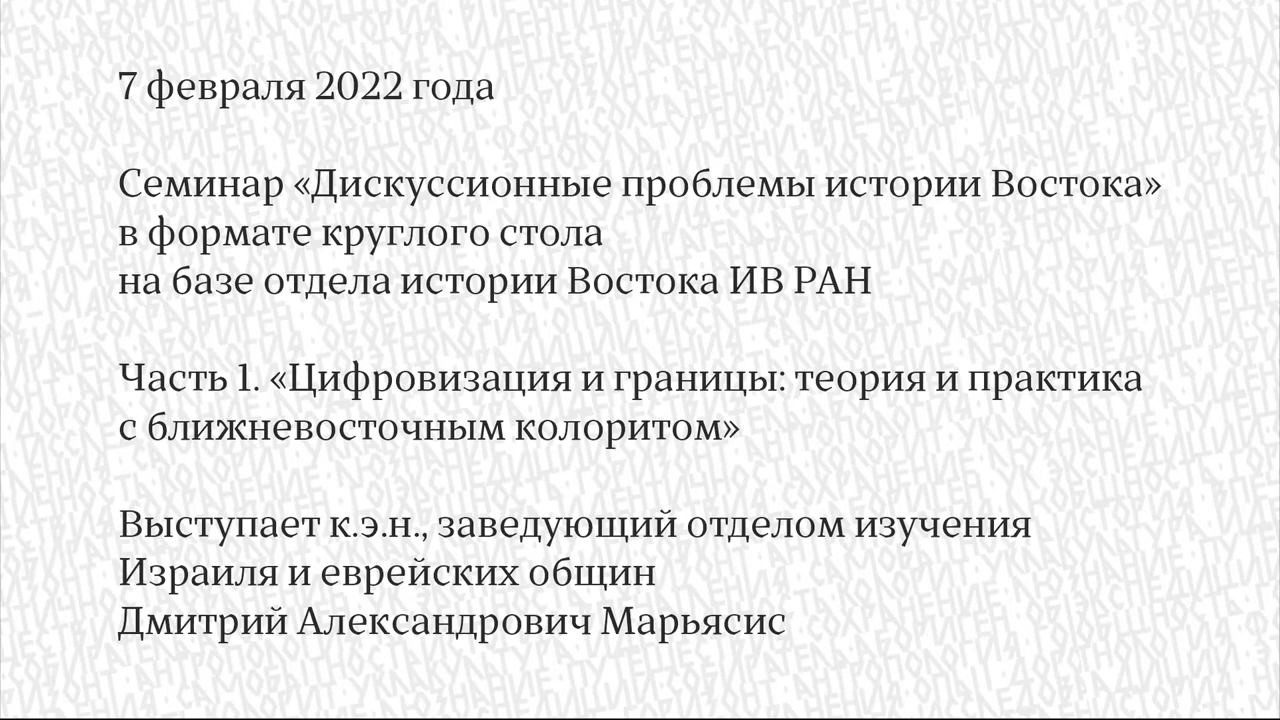 7 февраля 2022 года
Семинар «Дискуссионные проблемы истории Востока»
в формате круглого стола
на базе отдела истории Востока ИВ РАН
Часть 1. «Цифровизация и границы: теория и практика
с ближневосточным колоритом»
Выступает к.э.н., заведующий отделом изучения
Израиля и еврейских общин
Дмитрий Александрович Марьясис